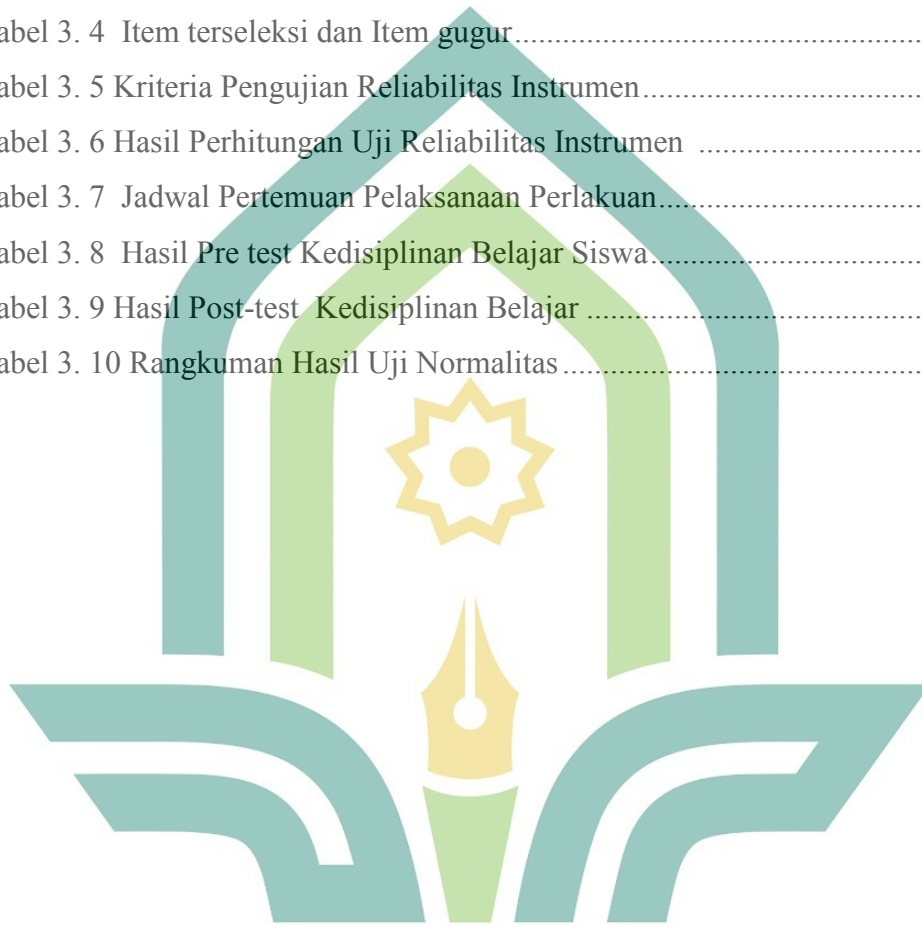 abel 3. 4  Item terseleksi dan Item gugur..................................................
abel 3. 5 Kriteria Pengujian Reliabilitas Instrumen...................................
abel 3. 6 Hasil Perhitungan Uji Reliabilitas Instrumen  ............................
abel 3. 7  Jadwal Pertemuan Pelaksanaan Perlakuan.................................
abel 3. 8  Hasil Pre test Kedisiplinan Belajar Siswa..................................
abel 3. 9 Hasil Post-test  Kedisiplinan Belajar ..........................................
abel 3. 10 Rangkuman Hasil Uji Normalitas.............................................